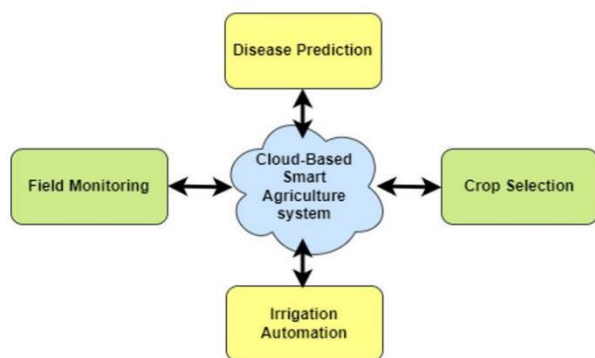 Disease Prediction
Field Monitoring
Cloud-Based
Smart
Agriculture
system
Crop Selection
Irrigation
Automation